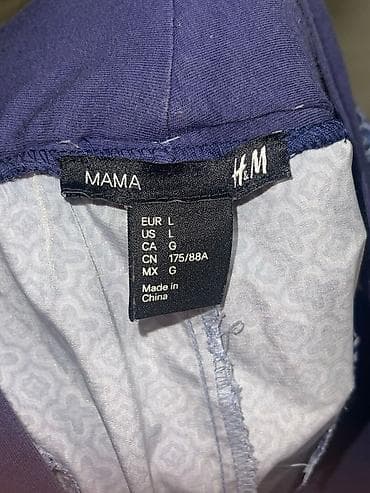 MAMA H&M
EUR L
US L
CA G
CN 175/88A
MX G
Made in
China